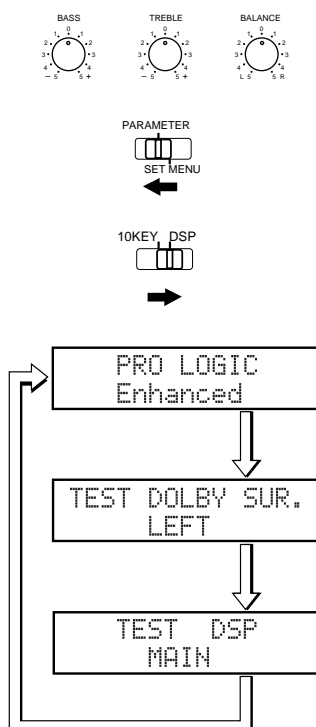 BASS TREBLE BALANCE
0 0 0
1 1 1 1 1 1
2 2 2 2 2 2
3 3 3 3 3 3
4 4 4 4 4 4
– 5 5 + – 5 5 + L 5 5 R
PARAMETER
SET MENU
10KEY DSP
PRO LOGIC
Enhanced
TEST DOLBY SUR.
LEFT
TEST DSP
MAIN